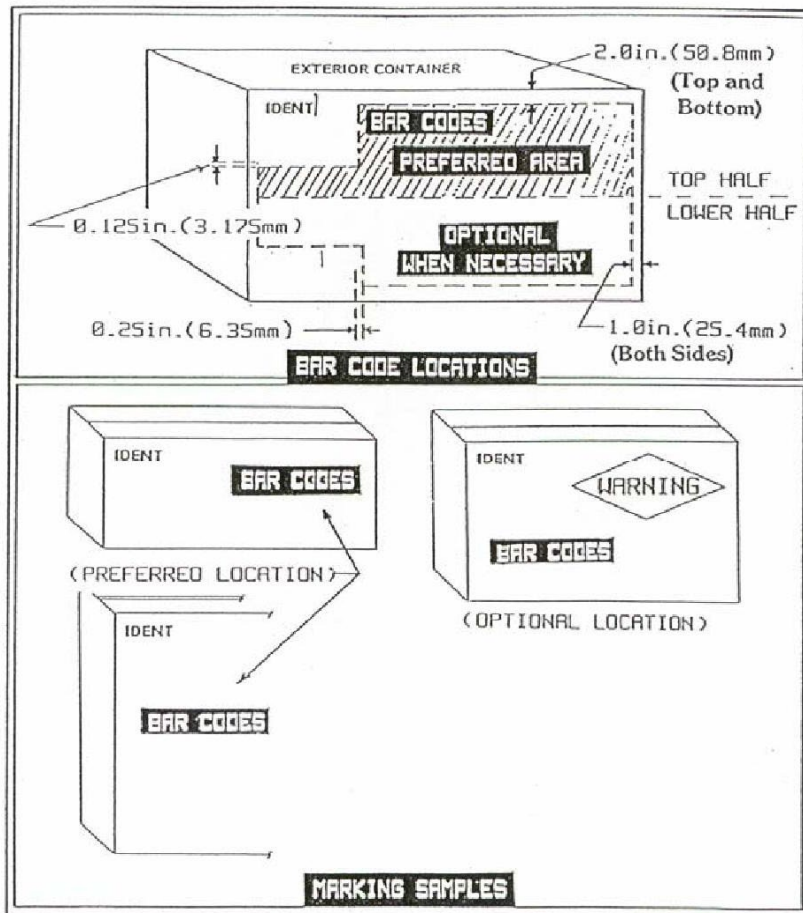 EXTERIOR CONTAINER
2.0in.(50.8mm)
(Top and
Bottom)
IDENT
BAR CODES
PREFERRED AREA
TOP HALF
LOWER HALF
0.125in.(3.175mm)
OPTIONAL
WHEN NECESSARY
0.25in.(6.35mm)
1.0in.(25.4mm)
(Both Sides)
BAR CODE LOCATIONS
IDENT
BAR CODES
IDENT
WARNING
BAR CODES
(PREFERRED LOCATION)
(OPTIONAL LOCATION)
IDENT
BAR CODES
MARKING SAMPLES